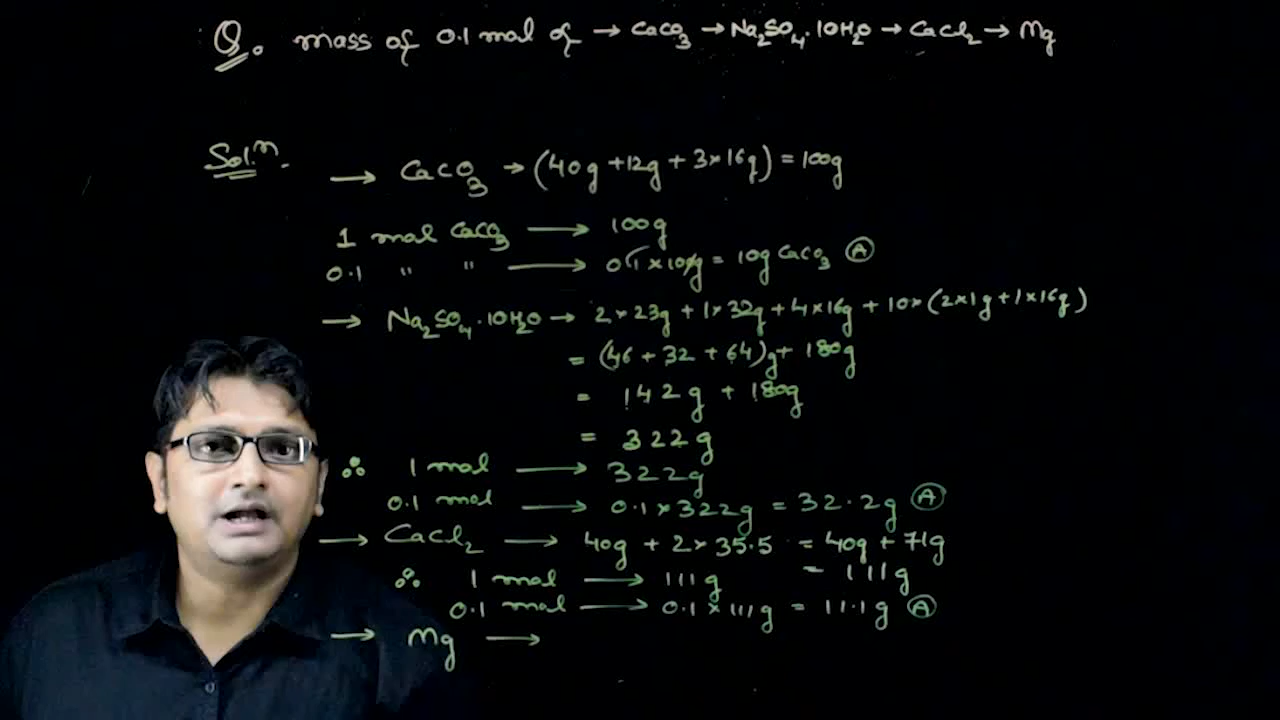 Q. mass of 0.1 mol of → CaCO3 → Na2SO4.10H2O → CaCl2 → Mg
Soln. → CaCO3 → (40g + 12g + 3×16g) = 100g
1 mol CaCO3 → 100g
0.1 " " → 0.1 × 100g = 10g CaCO3 Ⓐ
→ Na2SO4.10H2O → 2×23g + 1×32g + 4×16g + 10×(2×1g + 1×16g)
= (46 + 32 + 64)g + 180g
= 142g + 180g
= 322g
∴ 1 mol → 322g
0.1 mol → 0.1×322g = 32.2g Ⓐ
→ CaCl2 → 40g + 2×35.5 = 40g + 71g
= 111g
∴ 1 mol → 111g
0.1 mol → 0.1 × 111g = 11.1g Ⓐ
→ Mg →